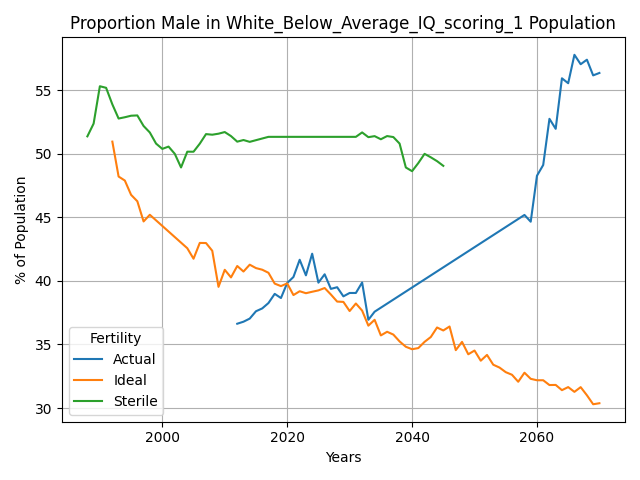 Proportion Male in White_Below_Average_IQ_scoring_1 Population
% of Population
55
50
45
40
35
30
Fertility
Actual
Ideal
Sterile
2000
2020
2040
2060
Years